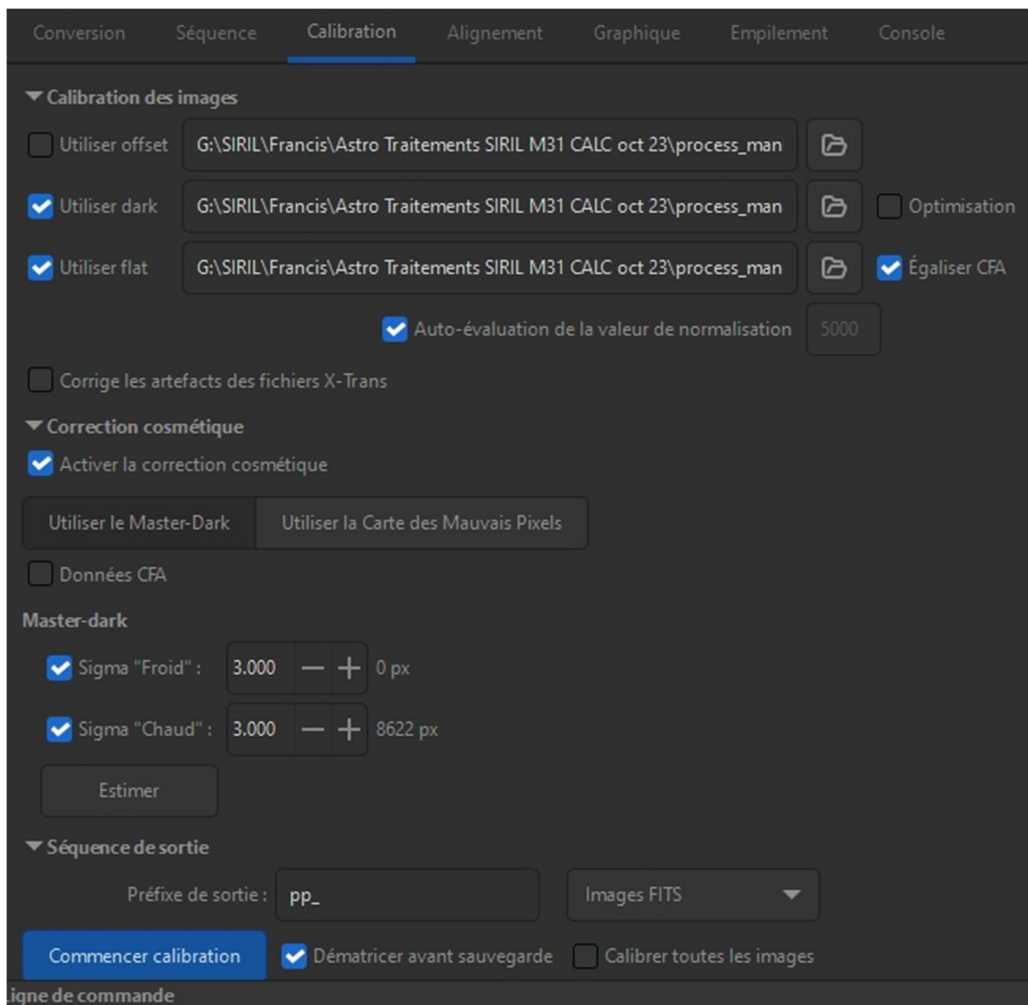 Conversion Séquence Calibration Alignement Graphique Empilement Console
Calibration des images
Utiliser offset G:\SIRIL\Francis\Astro Traitements SIRIL M31 CALC oct 23\process_man
Utiliser dark G:\SIRIL\Francis\Astro Traitements SIRIL M31 CALC oct 23\process_man Optimisation
Utiliser flat G:\SIRIL\Francis\Astro Traitements SIRIL M31 CALC oct 23\process_man Égaliser CFA
Auto-évaluation de la valeur de normalisation 5000
Corrige les artefacts des fichiers X-Trans
Correction cosmétique
Activer la correction cosmétique
Utiliser le Master-Dark Utiliser la Carte des Mauvais Pixels
Données CFA
Master-dark
Sigma "Froid" : 3.000 — + 0 px
Sigma "Chaud" : 3.000 — + 8622 px
Estimer
Séquence de sortie
Préfixe de sortie : pp_ Images FITS
Commencer calibration Dématricer avant sauvegarde Calibrer toutes les images
igne de commande